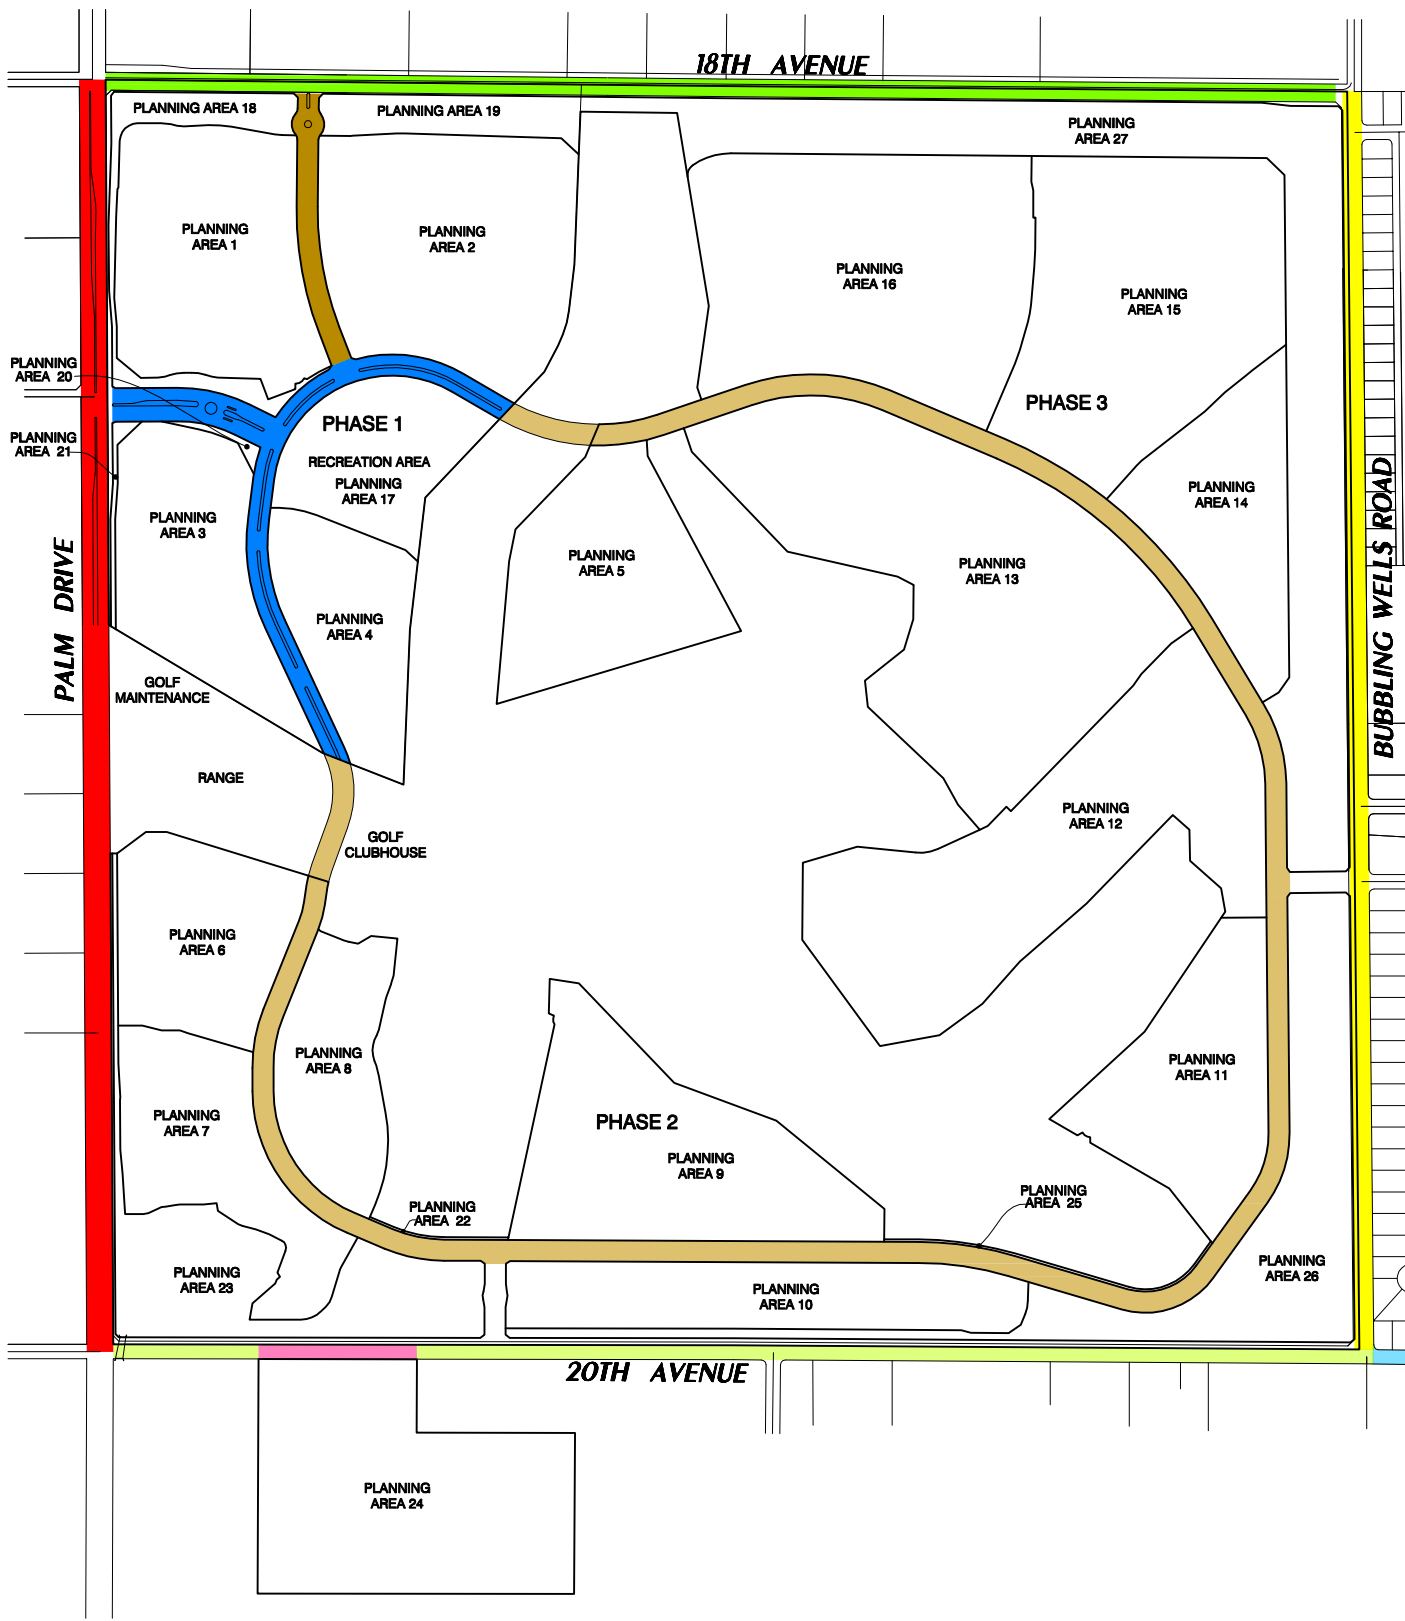 18TH AVENUE
PLANNING AREA 18
PLANNING AREA 19
PLANNING
AREA 27
PLANNING
AREA 1
PLANNING
AREA 2
PLANNING
AREA 16
PLANNING
AREA 15
PLANNING
AREA 20
PHASE 1
PHASE 3
PLANNING
AREA 21
RECREATION AREA
PLANNING
AREA 17
PLANNING
AREA 14
PLANNING
AREA 3
PLANNING
AREA 5
PLANNING
AREA 13
PALM DRIVE
BUBBLING WELLS ROAD
PLANNING
AREA 4
GOLF
MAINTENANCE
RANGE
PLANNING
AREA 12
GOLF
CLUBHOUSE
PLANNING
AREA 6
PLANNING
AREA 8
PLANNING
AREA 11
PLANNING
AREA 7
PHASE 2
PLANNING
AREA 9
PLANNING
AREA 25
PLANNING
AREA 22
PLANNING
AREA 26
PLANNING
AREA 23
PLANNING
AREA 10
20TH AVENUE
PLANNING
AREA 24